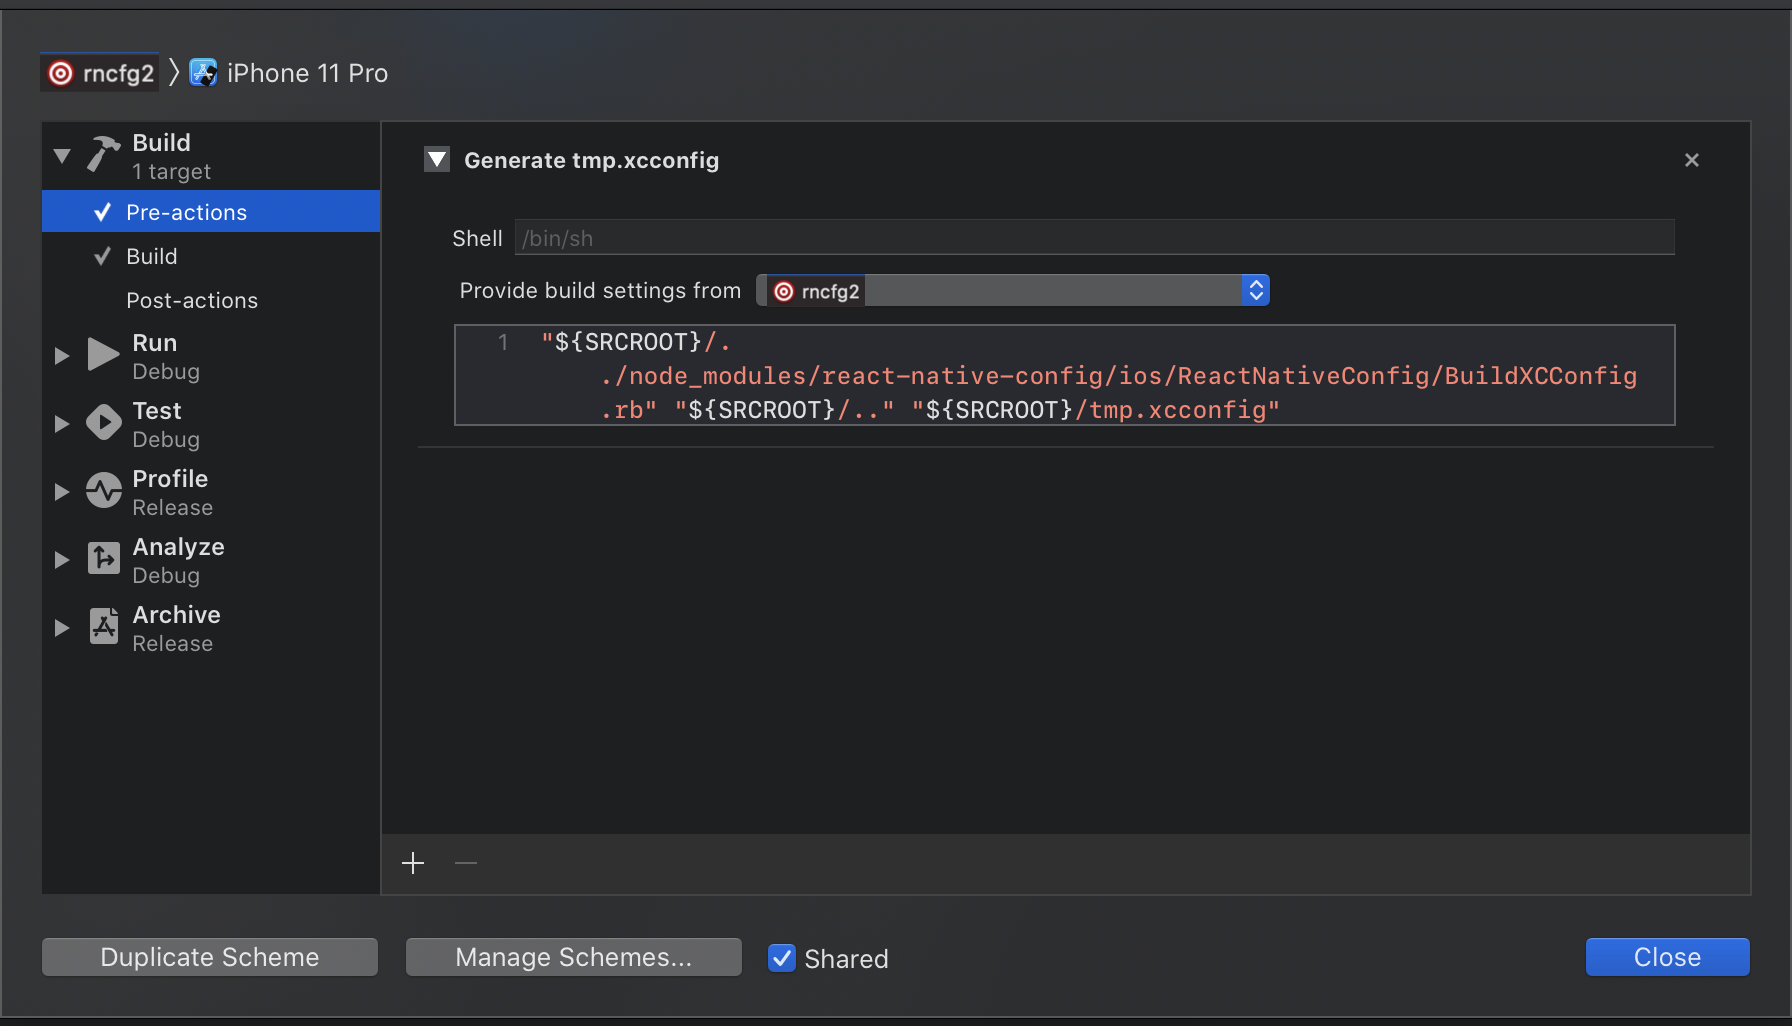 rncfg2
iPhone 11 Pro
Build
1 target
Pre-actions
Build
Post-actions
Run
Debug
Test
Debug
Profile
Release
Analyze
Debug
Archive
Release
Generate tmp.xcconfig
Shell /bin/sh
Provide build settings from rncfg2
1 "${SRCROOT}/.
./node_modules/react-native-config/ios/ReactNativeConfig/BuildXCConfig
.rb" "${SRCROOT}/.." "${SRCROOT}/tmp.xcconfig"
Duplicate Scheme
Manage Schemes...
Shared
Close